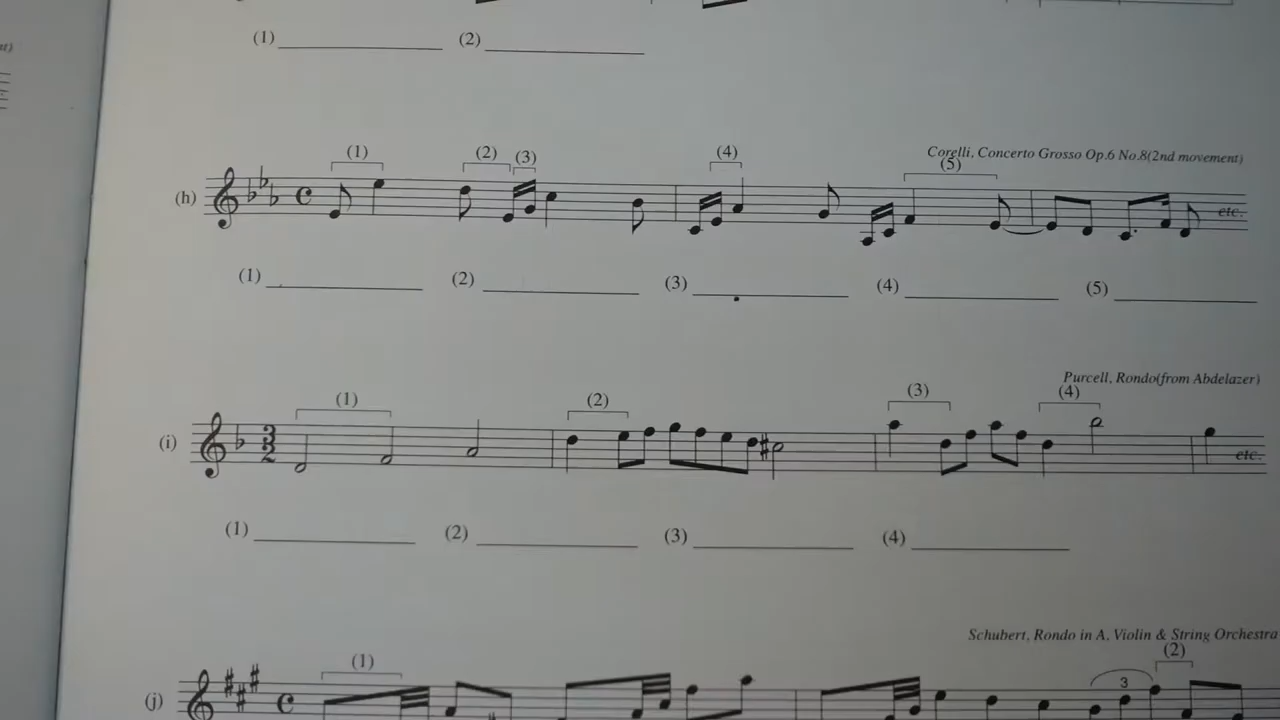 (1) (2)
Corelli, Concerto Grosso Op.6 No.8(2nd movement)
(1) (2) (3) (4) (5)
(h) etc.
(1) (2) (3) (4) (5)
Purcell, Rondo(from Abdelazer)
(1) (2) (3) (4)
(i) 3 2 etc.
(1) (2) (3) (4)
Schubert, Rondo in A, Violin & String Orchestra
(1) (2)
(j) 3